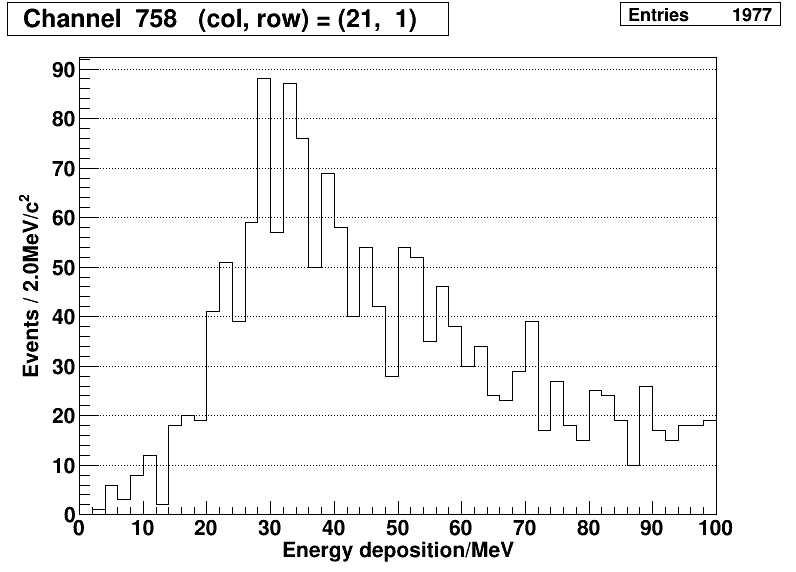 Channel 758 (col, row) = (21, 1)
Entries 1977
90
80
70
60
50
40
30
20
10
0
Events / 2.0MeV/c²
0 10 20 30 40 50 60 70 80 90 100
Energy deposition/MeV